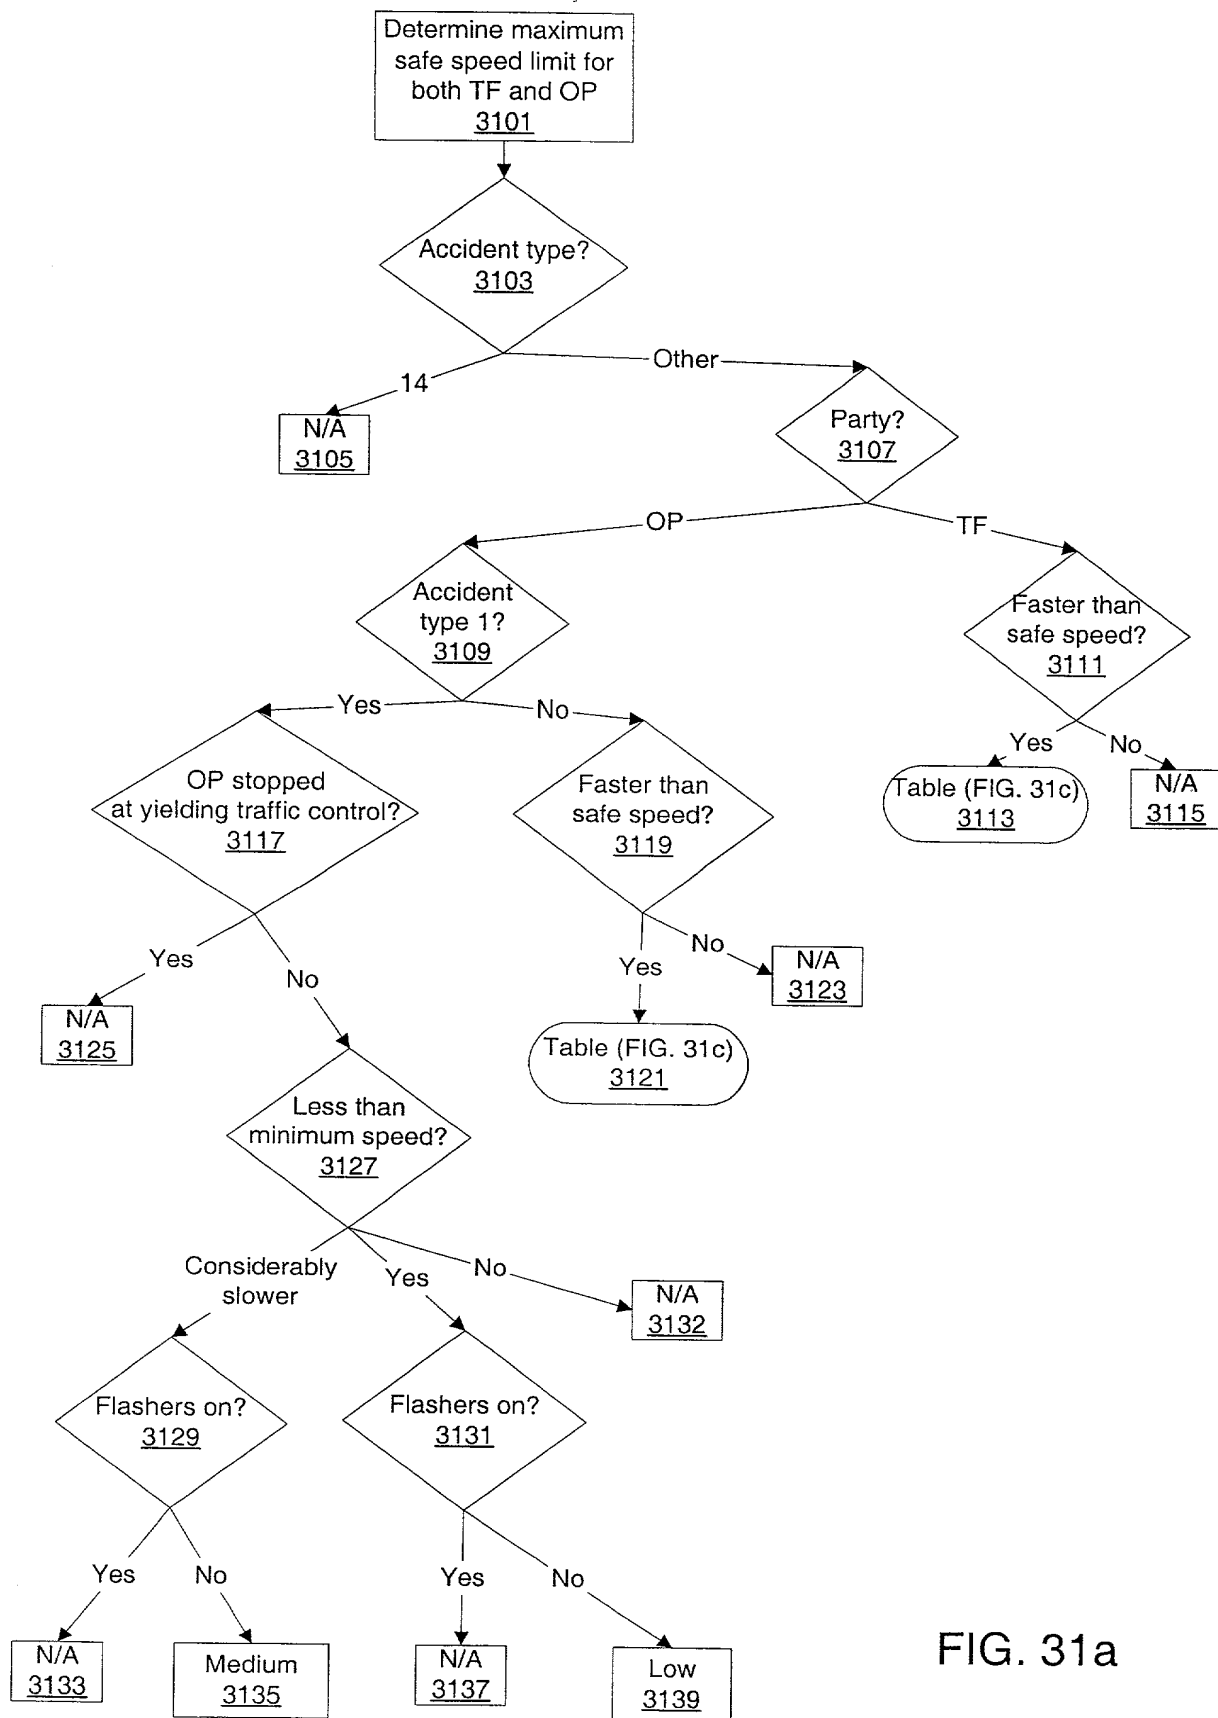 Determine maximum
safe speed limit for
both TF and OP
3101
Accident type?
3103
14
Other
N/A
3105
Party?
3107
OP
TF
Accident
type 1?
3109
Faster than
safe speed?
3111
Yes
No
Yes
No
OP stopped
at yielding traffic control?
3117
Faster than
safe speed?
3119
Table (FIG. 31c)
3113
N/A
3115
Yes
No
Yes
No
N/A
3125
N/A
3123
Table (FIG. 31c)
3121
Less than
minimum speed?
3127
Considerably
slower
Yes
No
N/A
3132
Flashers on?
3129
Flashers on?
3131
Yes
No
Yes
No
N/A
3133
Medium
3135
N/A
3137
Low
3139
FIG. 31a